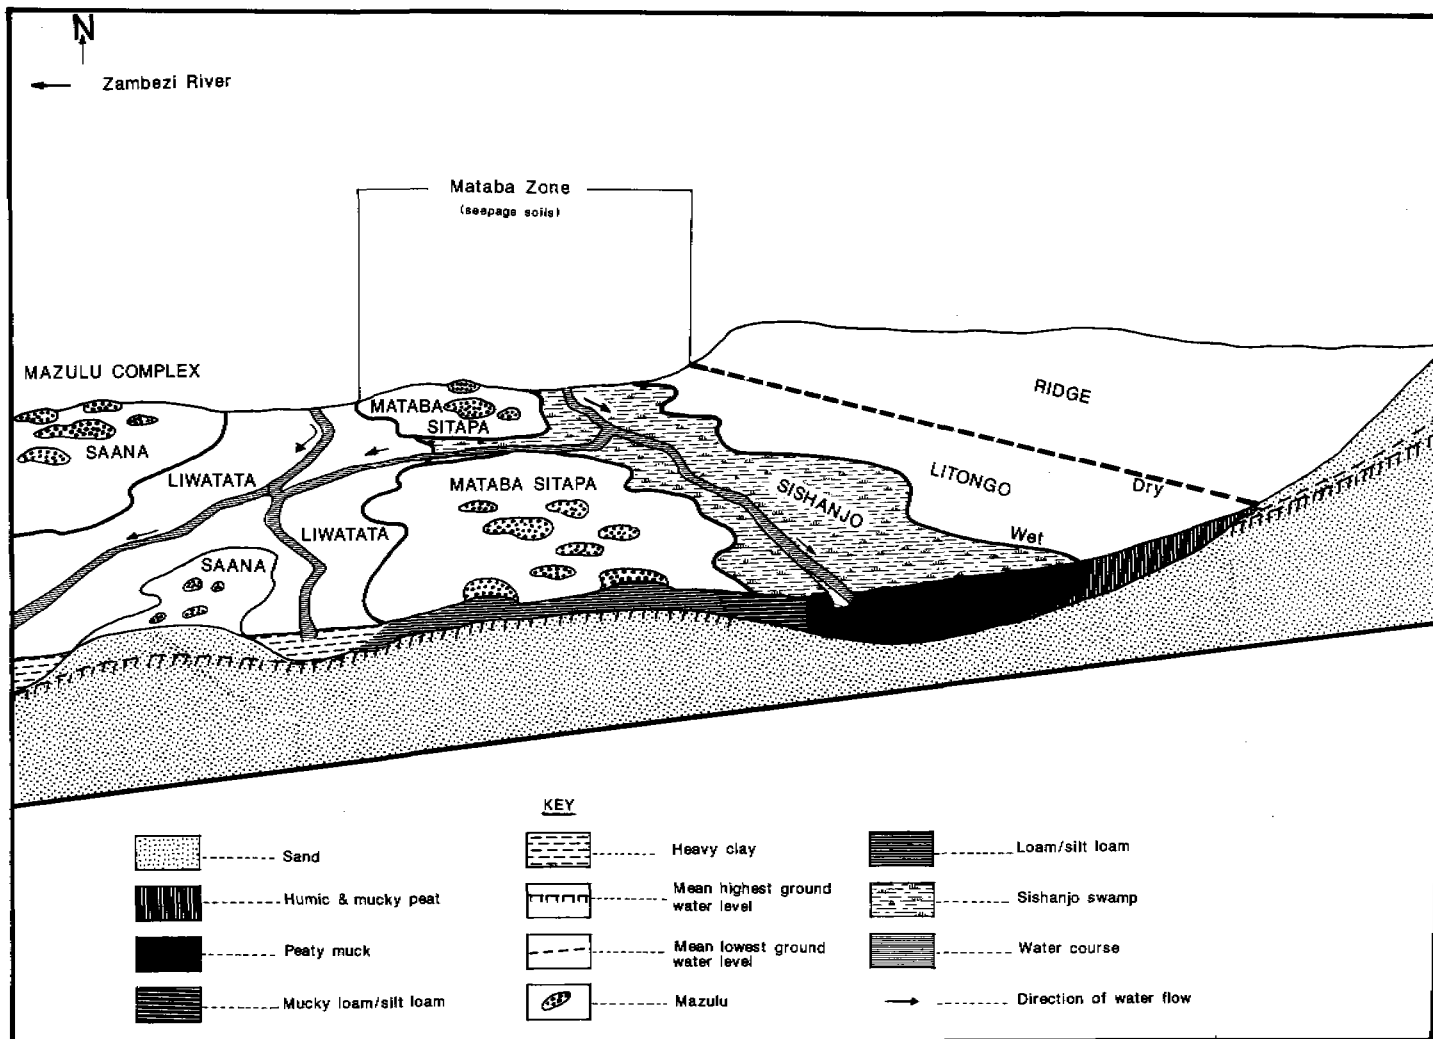 N
Zambezi River
Mataba Zone
(seepage soils)
MAZULU COMPLEX
SAANA
LIWATATA
MATABA
SITAPA
RIDGE
LITONGO
Dry
Wet
SISHANJO
MATABA SITAPA
LIWATATA
SAANA
KEY
Sand
Humic & mucky peat
Peaty muck
Mucky loam/silt loam
Heavy clay
Mean highest ground
water level
Mean lowest ground
water level
Mazulu
Loam/silt loam
Sishanjo swamp
Water course
Direction of water flow